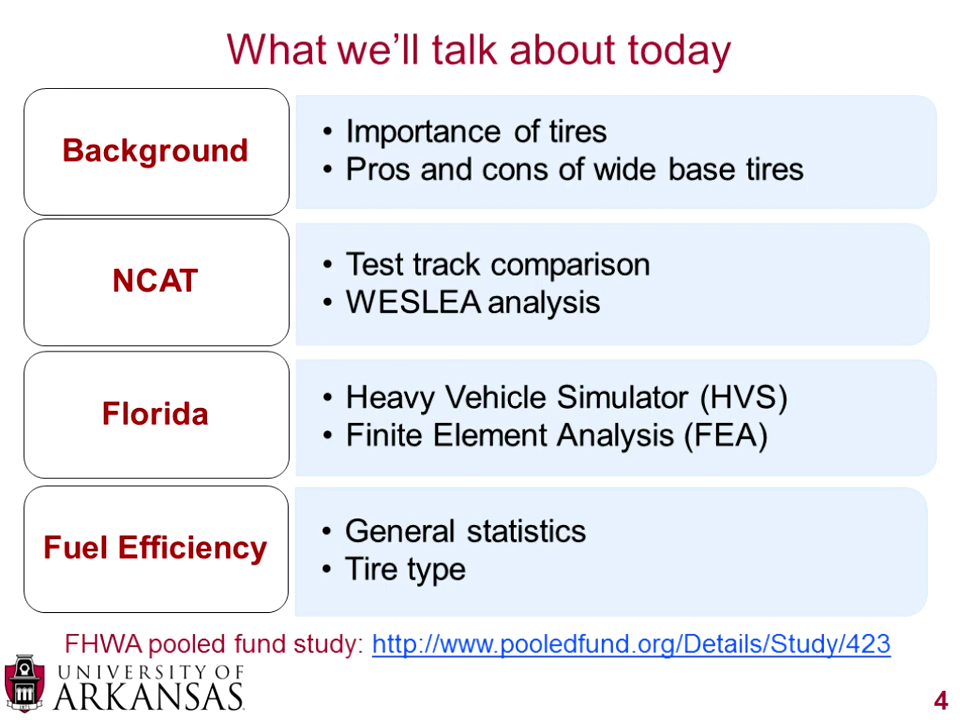 What we'll talk about today
Background
• Importance of tires
• Pros and cons of wide base tires
NCAT
• Test track comparison
• WESLEA analysis
Florida
• Heavy Vehicle Simulator (HVS)
• Finite Element Analysis (FEA)
Fuel Efficiency
• General statistics
• Tire type
FHWA pooled fund study: http://www.pooledfund.org/Details/Study/423
UNIVERSITY OF
ARKANSAS
4